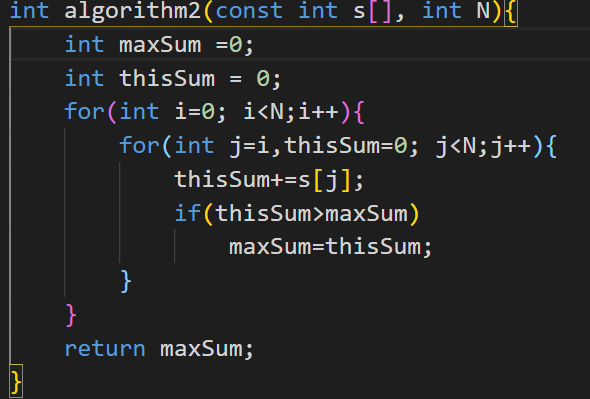 int algorithm2(const int s[], int N){
    int maxSum =0;
    int thisSum = 0;
    for(int i=0; i<N;i++){
        for(int j=i,thisSum=0; j<N;j++){
            thisSum+=s[j];
            if(thisSum>maxSum)
                maxSum=thisSum;
        }
    }
    return maxSum;
}